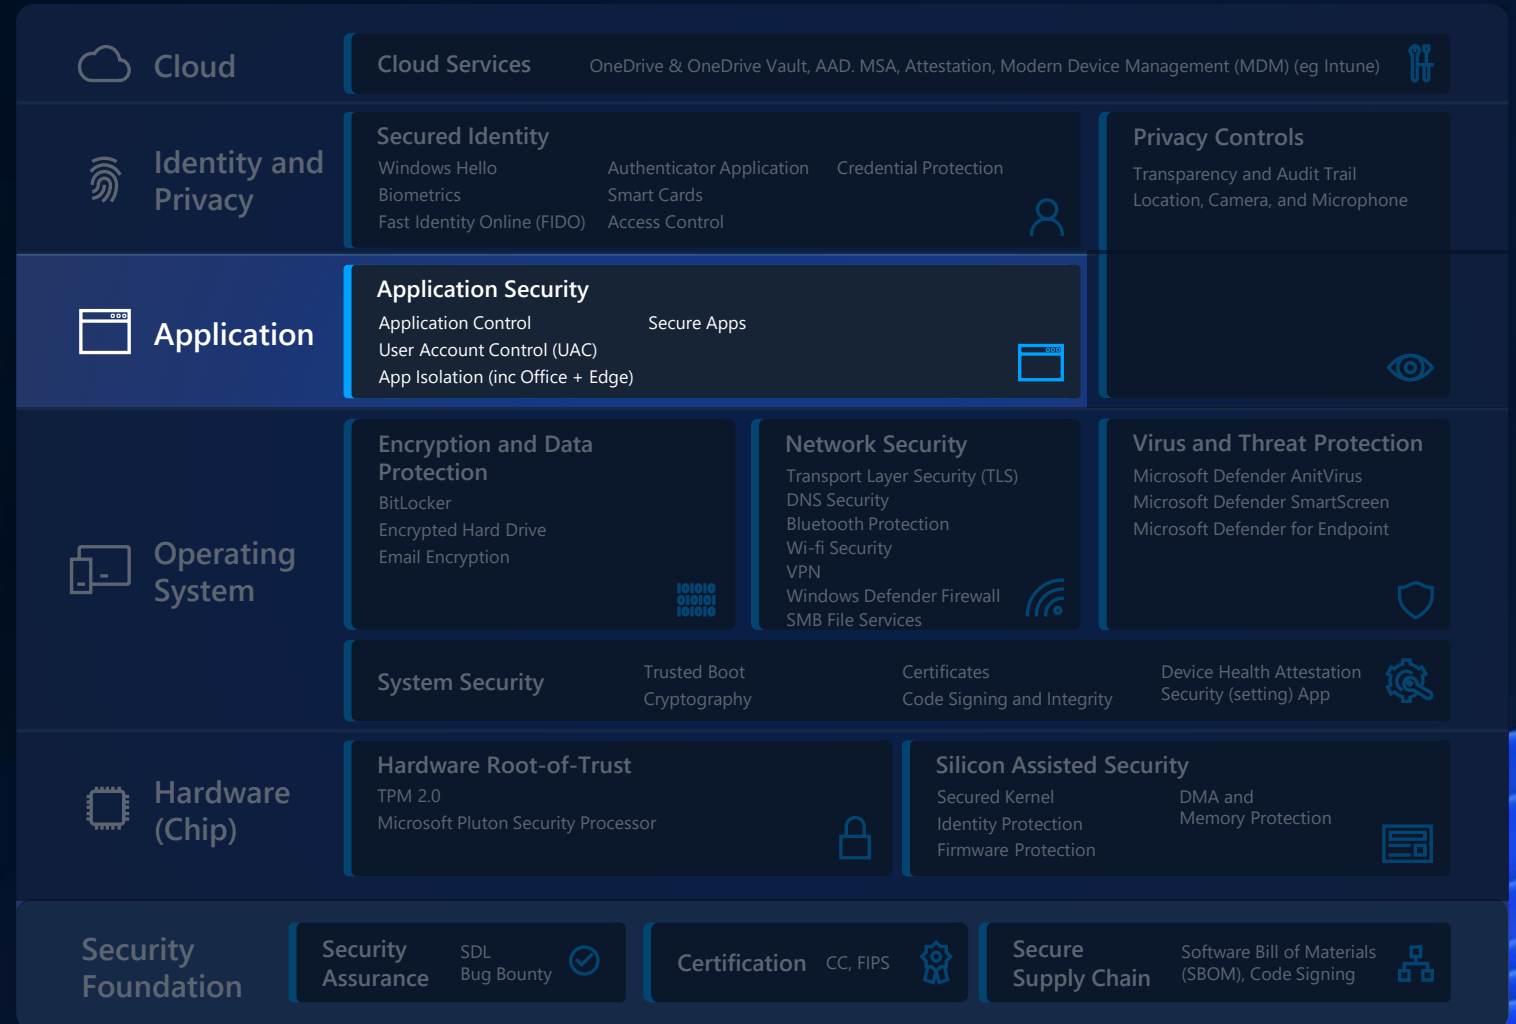 Cloud
Cloud Services
OneDrive & OneDrive Vault, AAD. MSA, Attestation, Modern Device Management (MDM) (eg Intune)
Identity and
Privacy
Secured Identity
Windows Hello
Biometrics
Fast Identity Online (FIDO)
Authenticator Application
Smart Cards
Access Control
Credential Protection
Privacy Controls
Transparency and Audit Trail
Location, Camera, and Microphone
Application
Application Security
Application Control
User Account Control (UAC)
App Isolation (inc Office + Edge)
Secure Apps
Operating
System
Encryption and Data
Protection
BitLocker
Encrypted Hard Drive
Email Encryption
10101O
010101
101010
Network Security
Transport Layer Security (TLS)
DNS Security
Bluetooth Protection
Wi-fi Security
VPN
Windows Defender Firewall
SMB File Services
Virus and Threat Protection
Microsoft Defender AnitVirus
Microsoft Defender SmartScreen
Microsoft Defender for Endpoint
System Security
Trusted Boot
Cryptography
Certificates
Code Signing and Integrity
Device Health Attestation
Security (setting) App
Hardware
(Chip)
Hardware Root-of-Trust
TPM 2.0
Microsoft Pluton Security Processor
Silicon Assisted Security
Secured Kernel
Identity Protection
Firmware Protection
DMA and
Memory Protection
Security
Foundation
Security
Assurance
SDL
Bug Bounty
Certification
CC, FIPS
Secure
Supply Chain
Software Bill of Materials
(SBOM), Code Signing